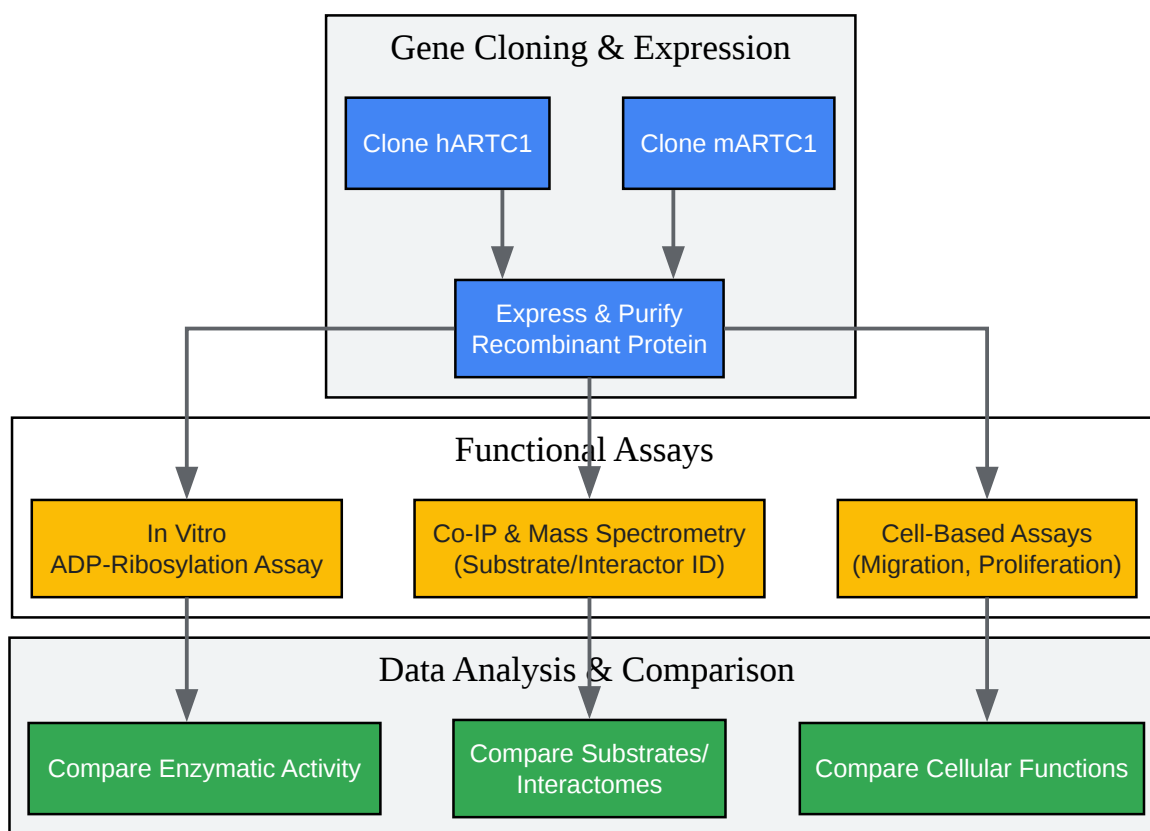 Gene Cloning & Expression
Clone hARTC1
Clone mARTC1
Express & Purify
Recombinant Protein
Functional Assays
In Vitro
ADP-Ribosylation Assay
Co-IP & Mass Spectrometry
(Substrate/Interactor ID)
Cell-Based Assays
(Migration, Proliferation)
Data Analysis & Comparison
Compare Enzymatic Activity
Compare Substrates/
Interactomes
Compare Cellular Functions